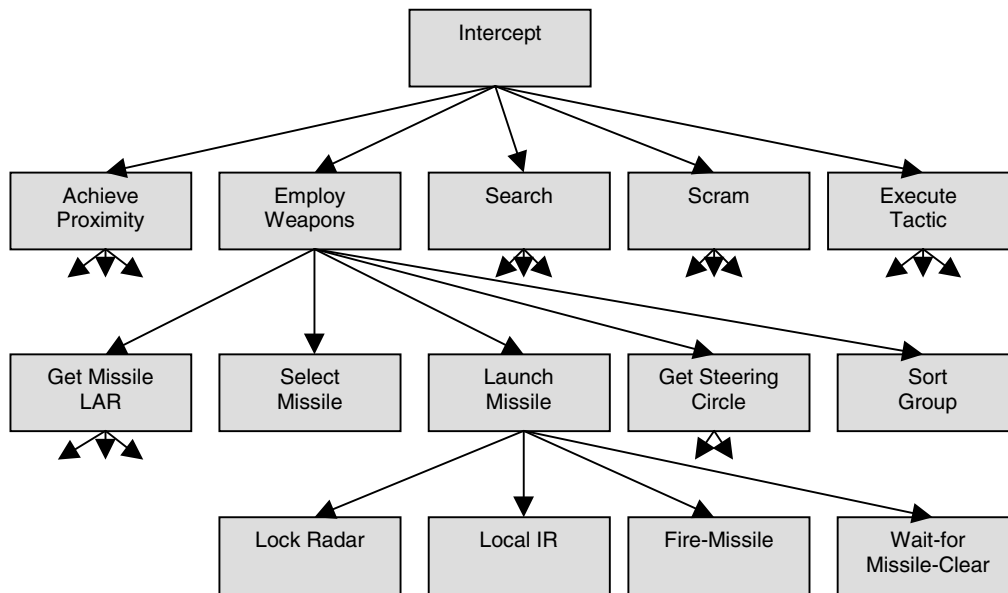 Intercept
Achieve
Proximity
Employ
Weapons
Search
Scram
Execute
Tactic
Get Missile
LAR
Select
Missile
Launch
Missile
Get Steering
Circle
Sort
Group
Lock Radar
Local IR
Fire-Missile
Wait-for
Missile-Clear